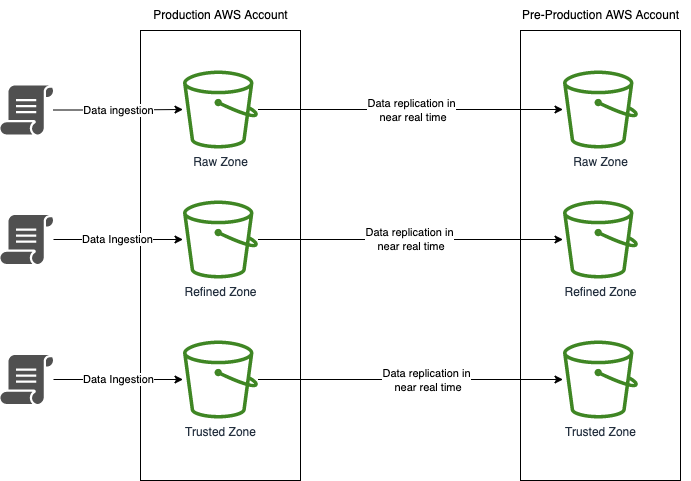 Production AWS Account
Pre-Production AWS Account
Data ingestion
Data replication in
near real time
Raw Zone
Raw Zone
Data Ingestion
Data replication in
near real time
Refined Zone
Refined Zone
Data Ingestion
Data replication in
near real time
Trusted Zone
Trusted Zone